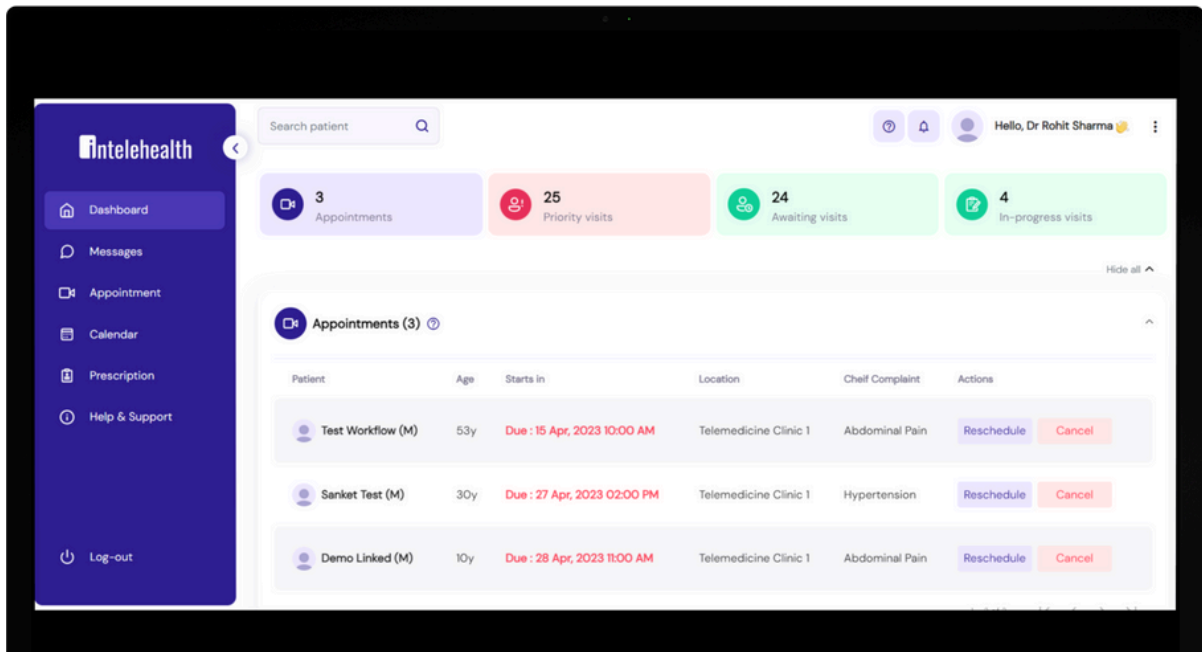 intelehealth
Dashboard
Messages
Appointment
Calendar
Prescription
Help & Support
Log-out
Search patient
Hello, Dr Rohit Sharma 👏
3
Appointments
25
Priority visits
24
Awaiting visits
4
In-progress visits
Hide all
Appointments (3)
Patient Age Starts in Location Cheif Complaint Actions
Test Workflow (M) 53y Due : 15 Apr, 2023 10:00 AM Telemedicine Clinic 1 Abdominal Pain Reschedule Cancel
Sanket Test (M) 30y Due : 27 Apr, 2023 02:00 PM Telemedicine Clinic 1 Hypertension Reschedule Cancel
Demo Linked (M) 10y Due : 28 Apr, 2023 11:00 AM Telemedicine Clinic 1 Abdominal Pain Reschedule Cancel